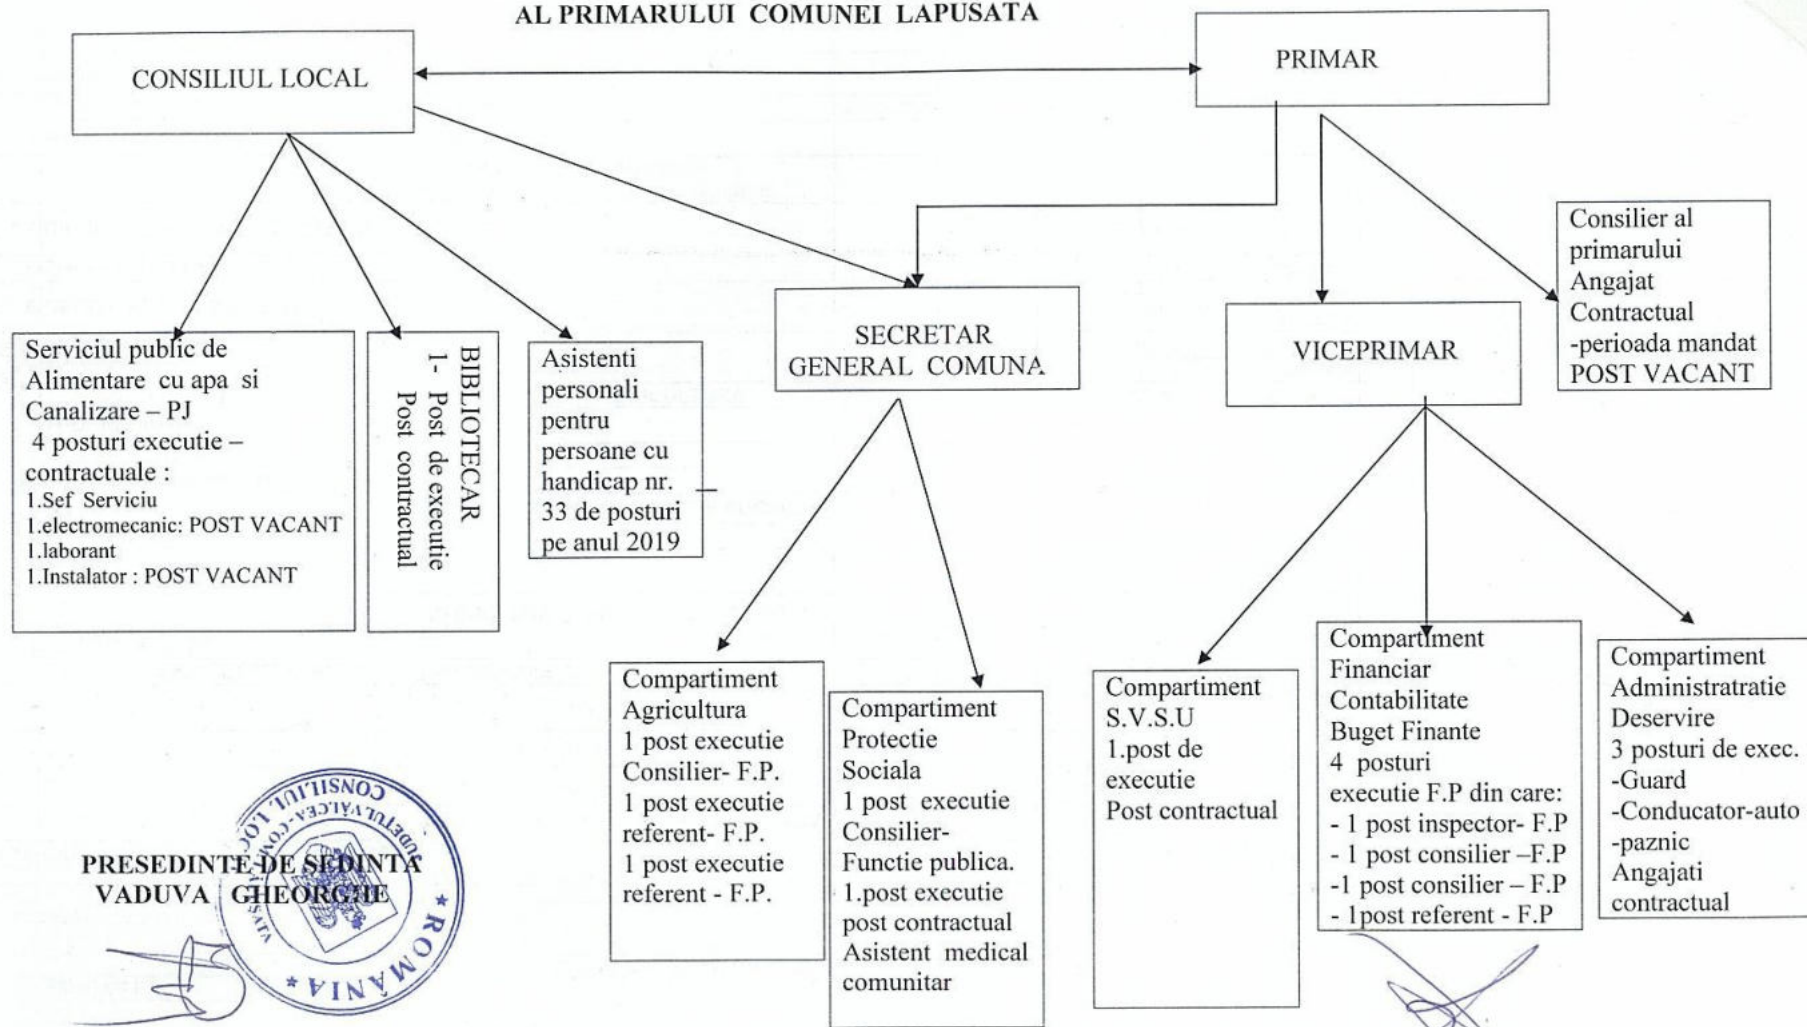 AL PRIMARULUI COMUNEI LAPUSATA
CONSILIUL LOCAL
PRIMAR
Consilier al
primarului
Angajat
Contractual
-perioada mandat
POST VACANT
Serviciul public de
Alimentare cu apa si
Canalizare – PJ
4 posturi executie –
contractuale :
1.Sef Serviciu
1.electromecanic: POST VACANT
1.laborant
1.Instalator : POST VACANT
BIBLIOTECAR
1- Post de executie
Post contractual
Asistenti
personali
pentru
persoane cu
handicap nr.
33 de posturi
pe anul 2019
SECRETAR
GENERAL COMUNA
VICEPRIMAR
Compartiment
Agricultura
1 post executie
Consilier- F.P.
1 post executie
referent- F.P.
1 post executie
referent - F.P.
Compartiment
Protectie
Sociala
1 post executie
Consilier-
Functie publica.
1.post executie
post contractual
Asistent medical
comunitar
Compartiment
S.V.S.U
1.post de
executie
Post contractual
Compartiment
Financiar
Contabilitate
Buget Finante
4 posturi
executie F.P din care:
- 1 post inspector- F.P
- 1 post consilier –F.P
-1 post consilier – F.P
- 1post referent - F.P
Compartiment
Administratratie
Deservire
3 posturi de exec.
-Guard
-Conducator-auto
-paznic
Angajati
contractual
PRESEDINTE DE SEDINTA
VADUVA GHEORGHE
* ROMÂNIA *
JUDEȚUL VÂLCEA
CONSILIUL